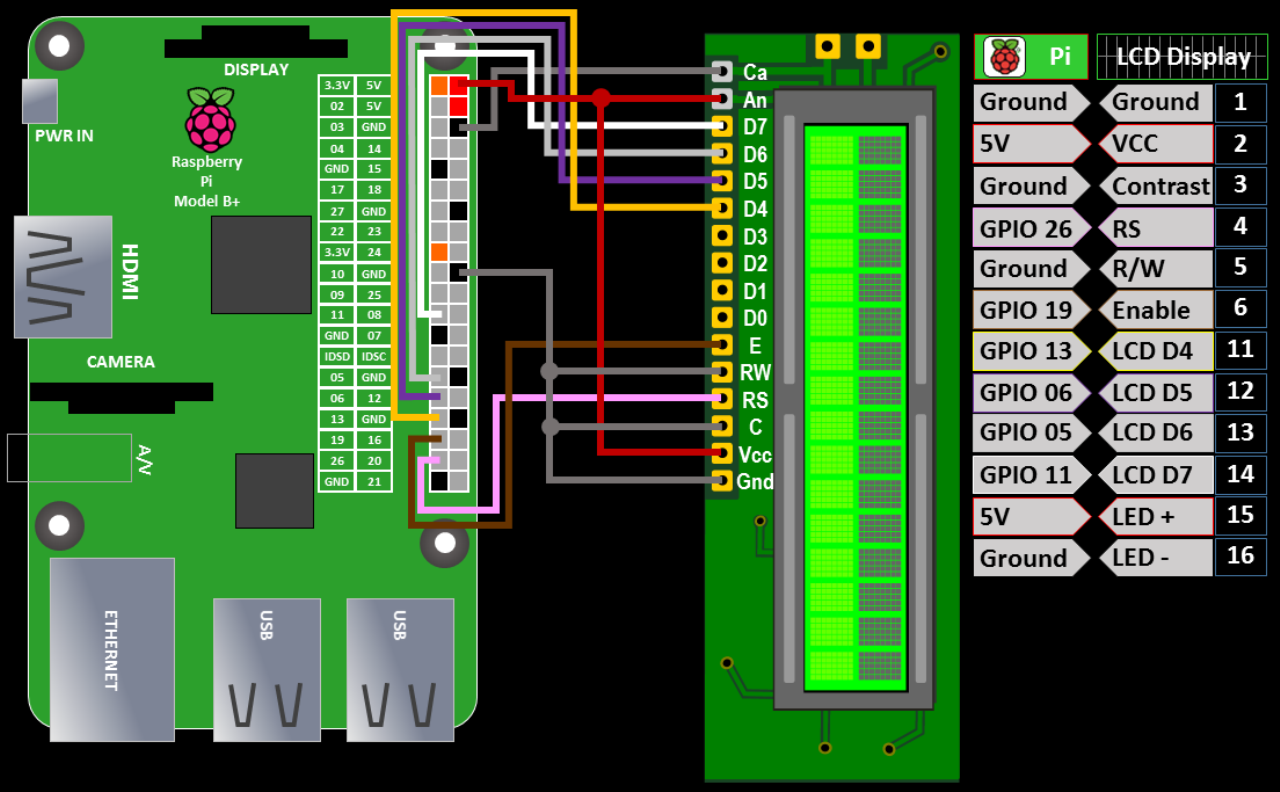 DISPLAY
PWR IN
Raspberry
Pi
Model B+
HDMI
CAMERA
A/V
ETHERNET
USB
USB
3.3V 5V
02 5V
03 GND
04 14
GND 15
17 18
27 GND
22 23
3.3V 24
10 GND
09 25
11 08
GND 07
IDSD IDSC
05 GND
06 12
13 GND
19 16
26 20
GND 21
Ca
An
D7
D6
D5
D4
D3
D2
D1
D0
E
RW
RS
C
Vcc
Gnd
Pi LCD Display
Ground Ground 1
5V VCC 2
Ground Contrast 3
GPIO 26 RS 4
Ground R/W 5
GPIO 19 Enable 6
GPIO 13 LCD D4 11
GPIO 06 LCD D5 12
GPIO 05 LCD D6 13
GPIO 11 LCD D7 14
5V LED + 15
Ground LED - 16